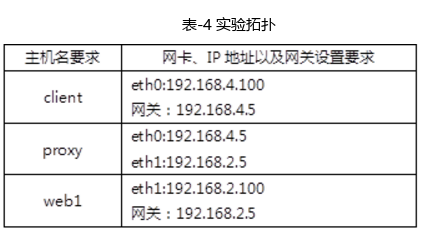 表-4 实验拓扑
主机名要求 网卡、IP 地址以及网关设置要求
client
eth0:192.168.4.100
网关：192.168.4.5
proxy
eth0:192.168.4.5
eth1:192.168.2.5
web1
eth1:192.168.2.100
网关：192.168.2.5